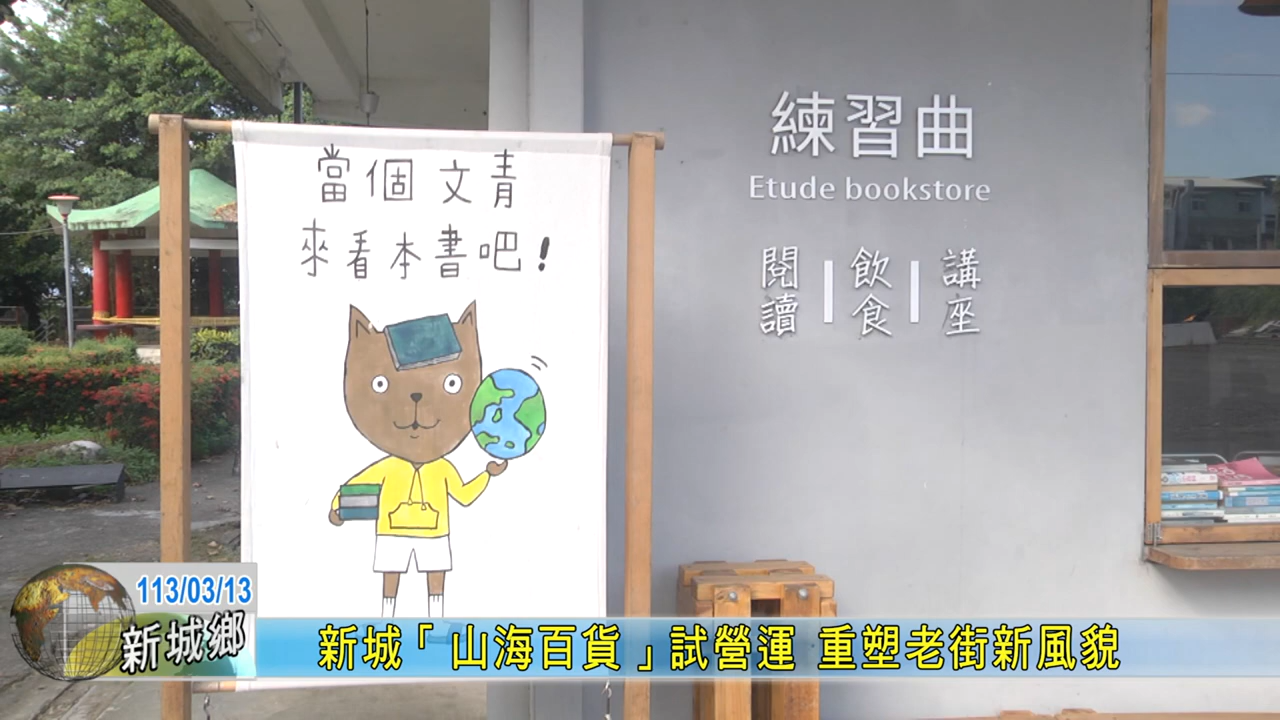 當個文青
來看本書吧!
練習曲
Etude bookstore
閱讀|飲食|講座
113/03/13
新城鄉
新城「山海百貨」試營運 重塑老街新風貌